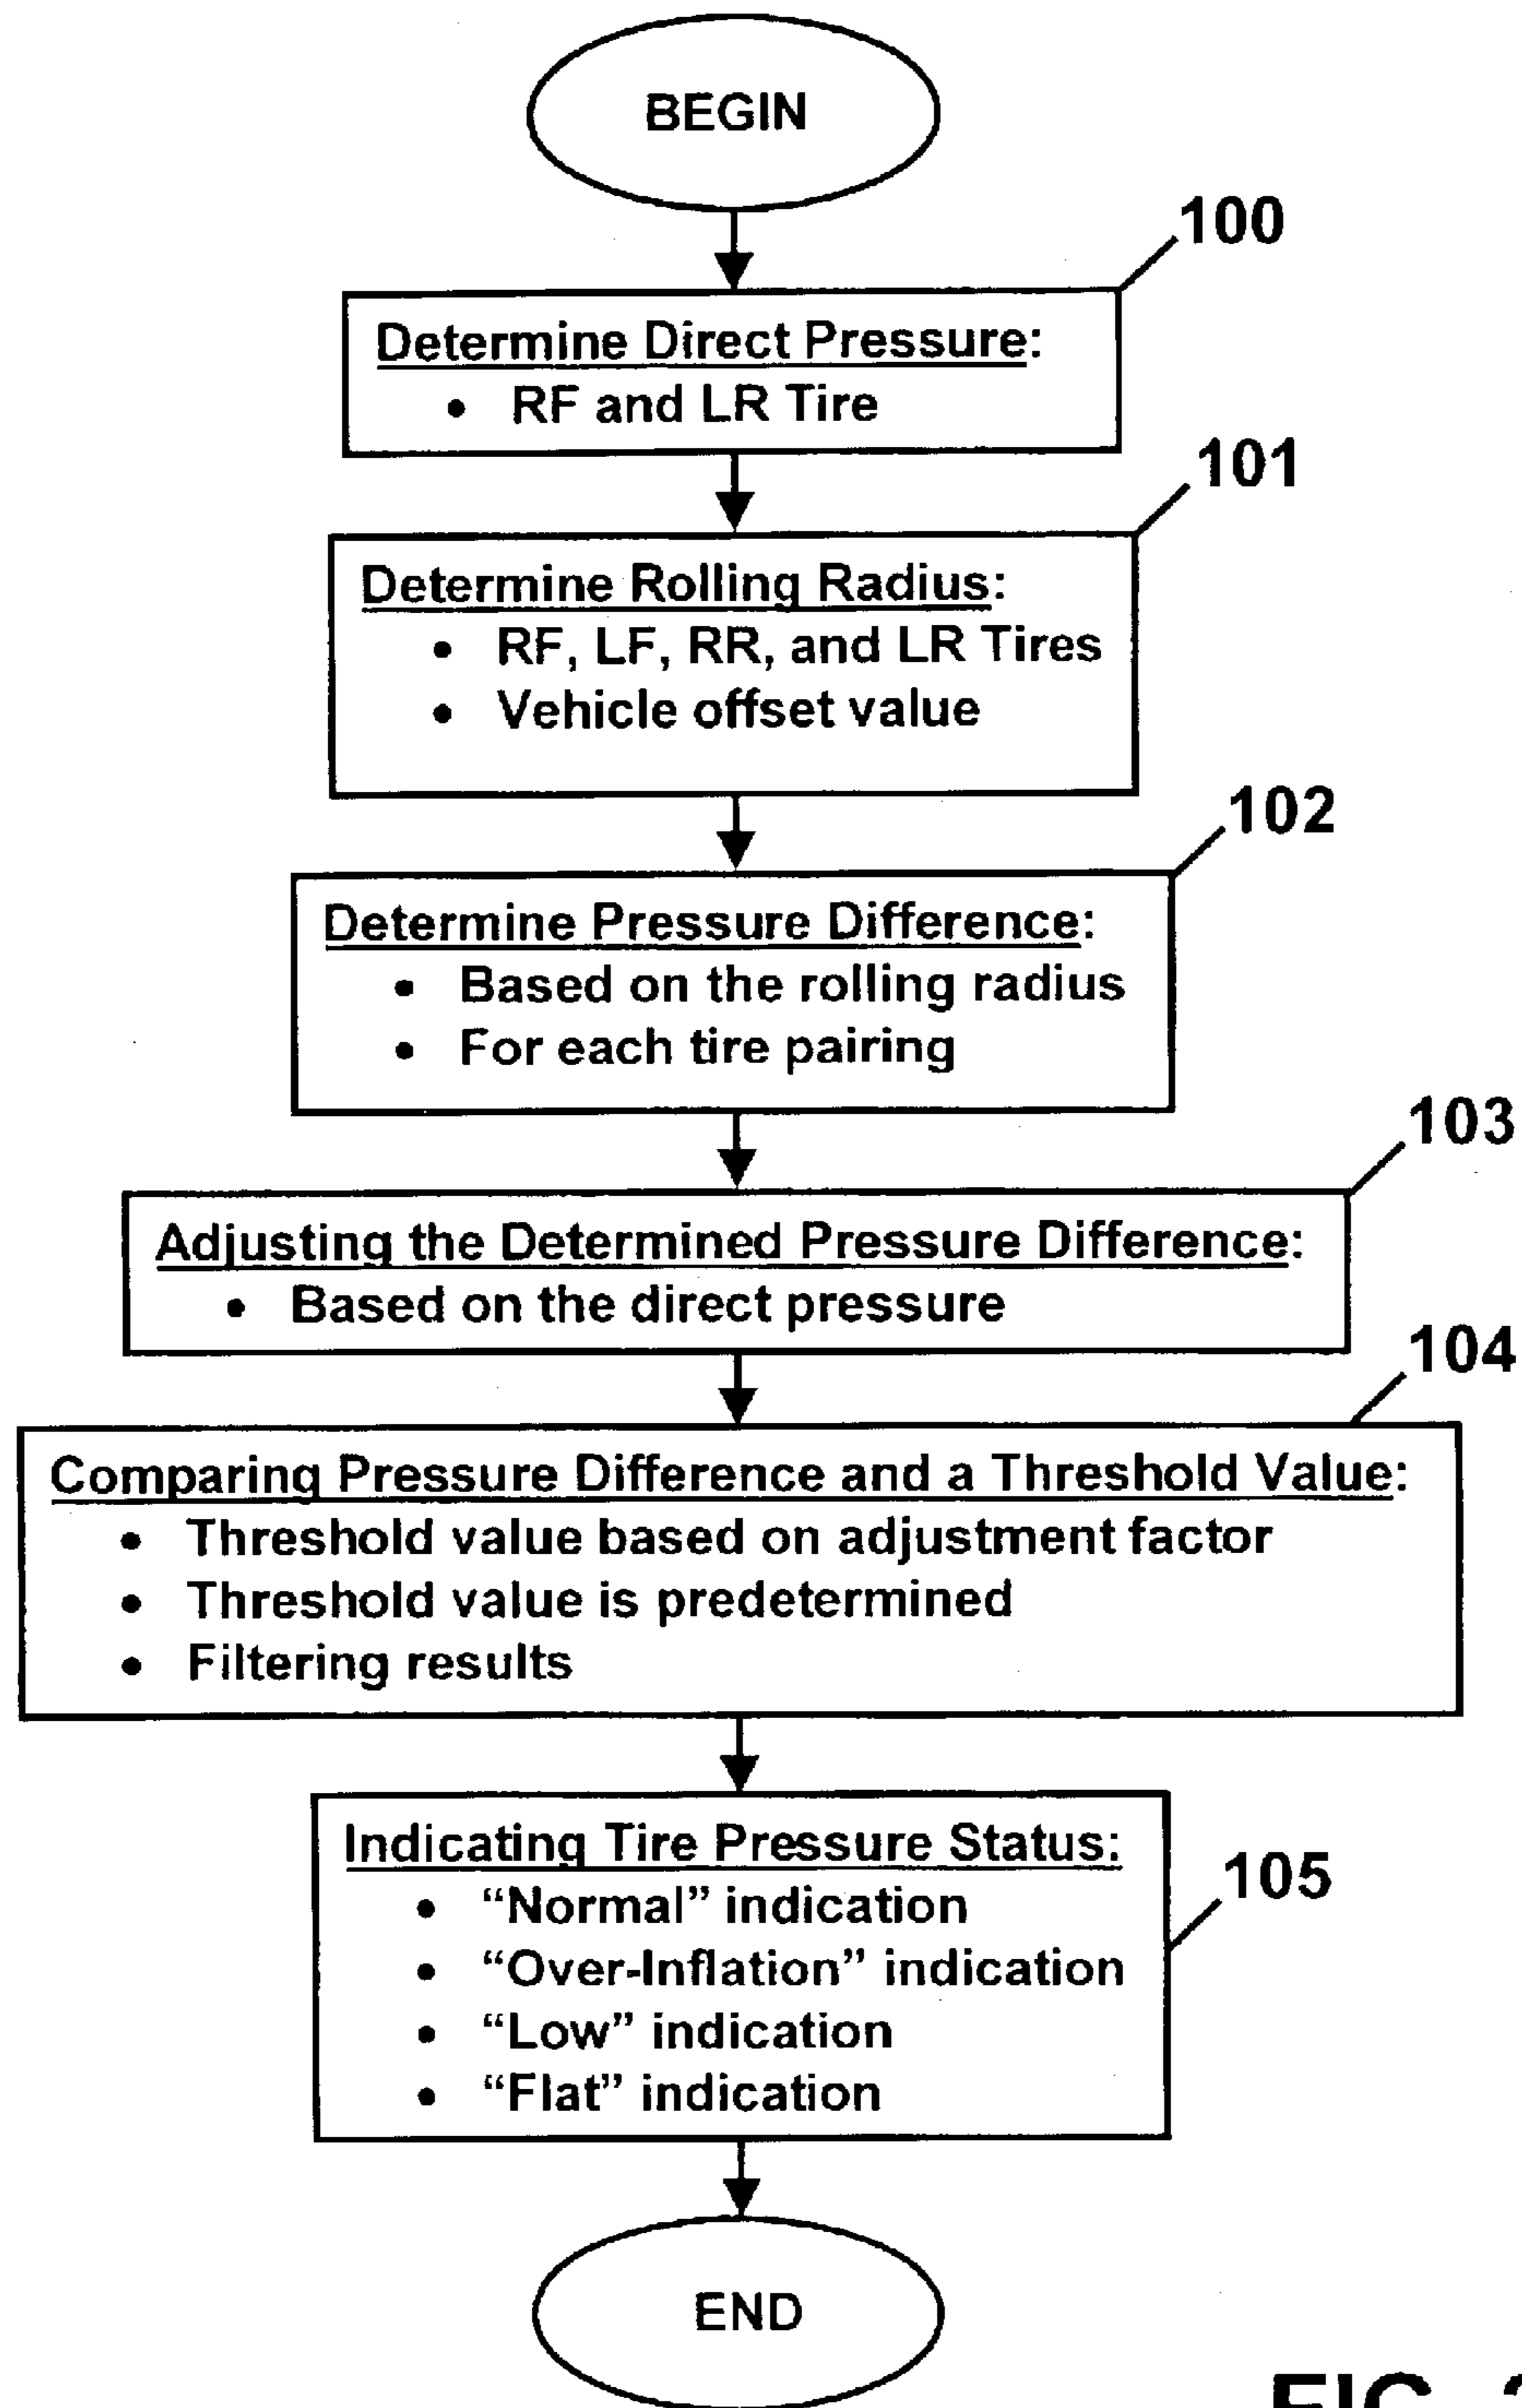 BEGIN
100
Determine Direct Pressure:
• RF and LR Tire
101
Determine Rolling Radius:
• RF, LF, RR, and LR Tires
• Vehicle offset value
102
Determine Pressure Difference:
• Based on the rolling radius
• For each tire pairing
103
Adjusting the Determined Pressure Difference:
• Based on the direct pressure
104
Comparing Pressure Difference and a Threshold Value:
• Threshold value based on adjustment factor
• Threshold value is predetermined
• Filtering results
Indicating Tire Pressure Status:
105
• “Normal” indication
• “Over-Inflation” indication
• “Low” indication
• “Flat” indication
END
FIG.